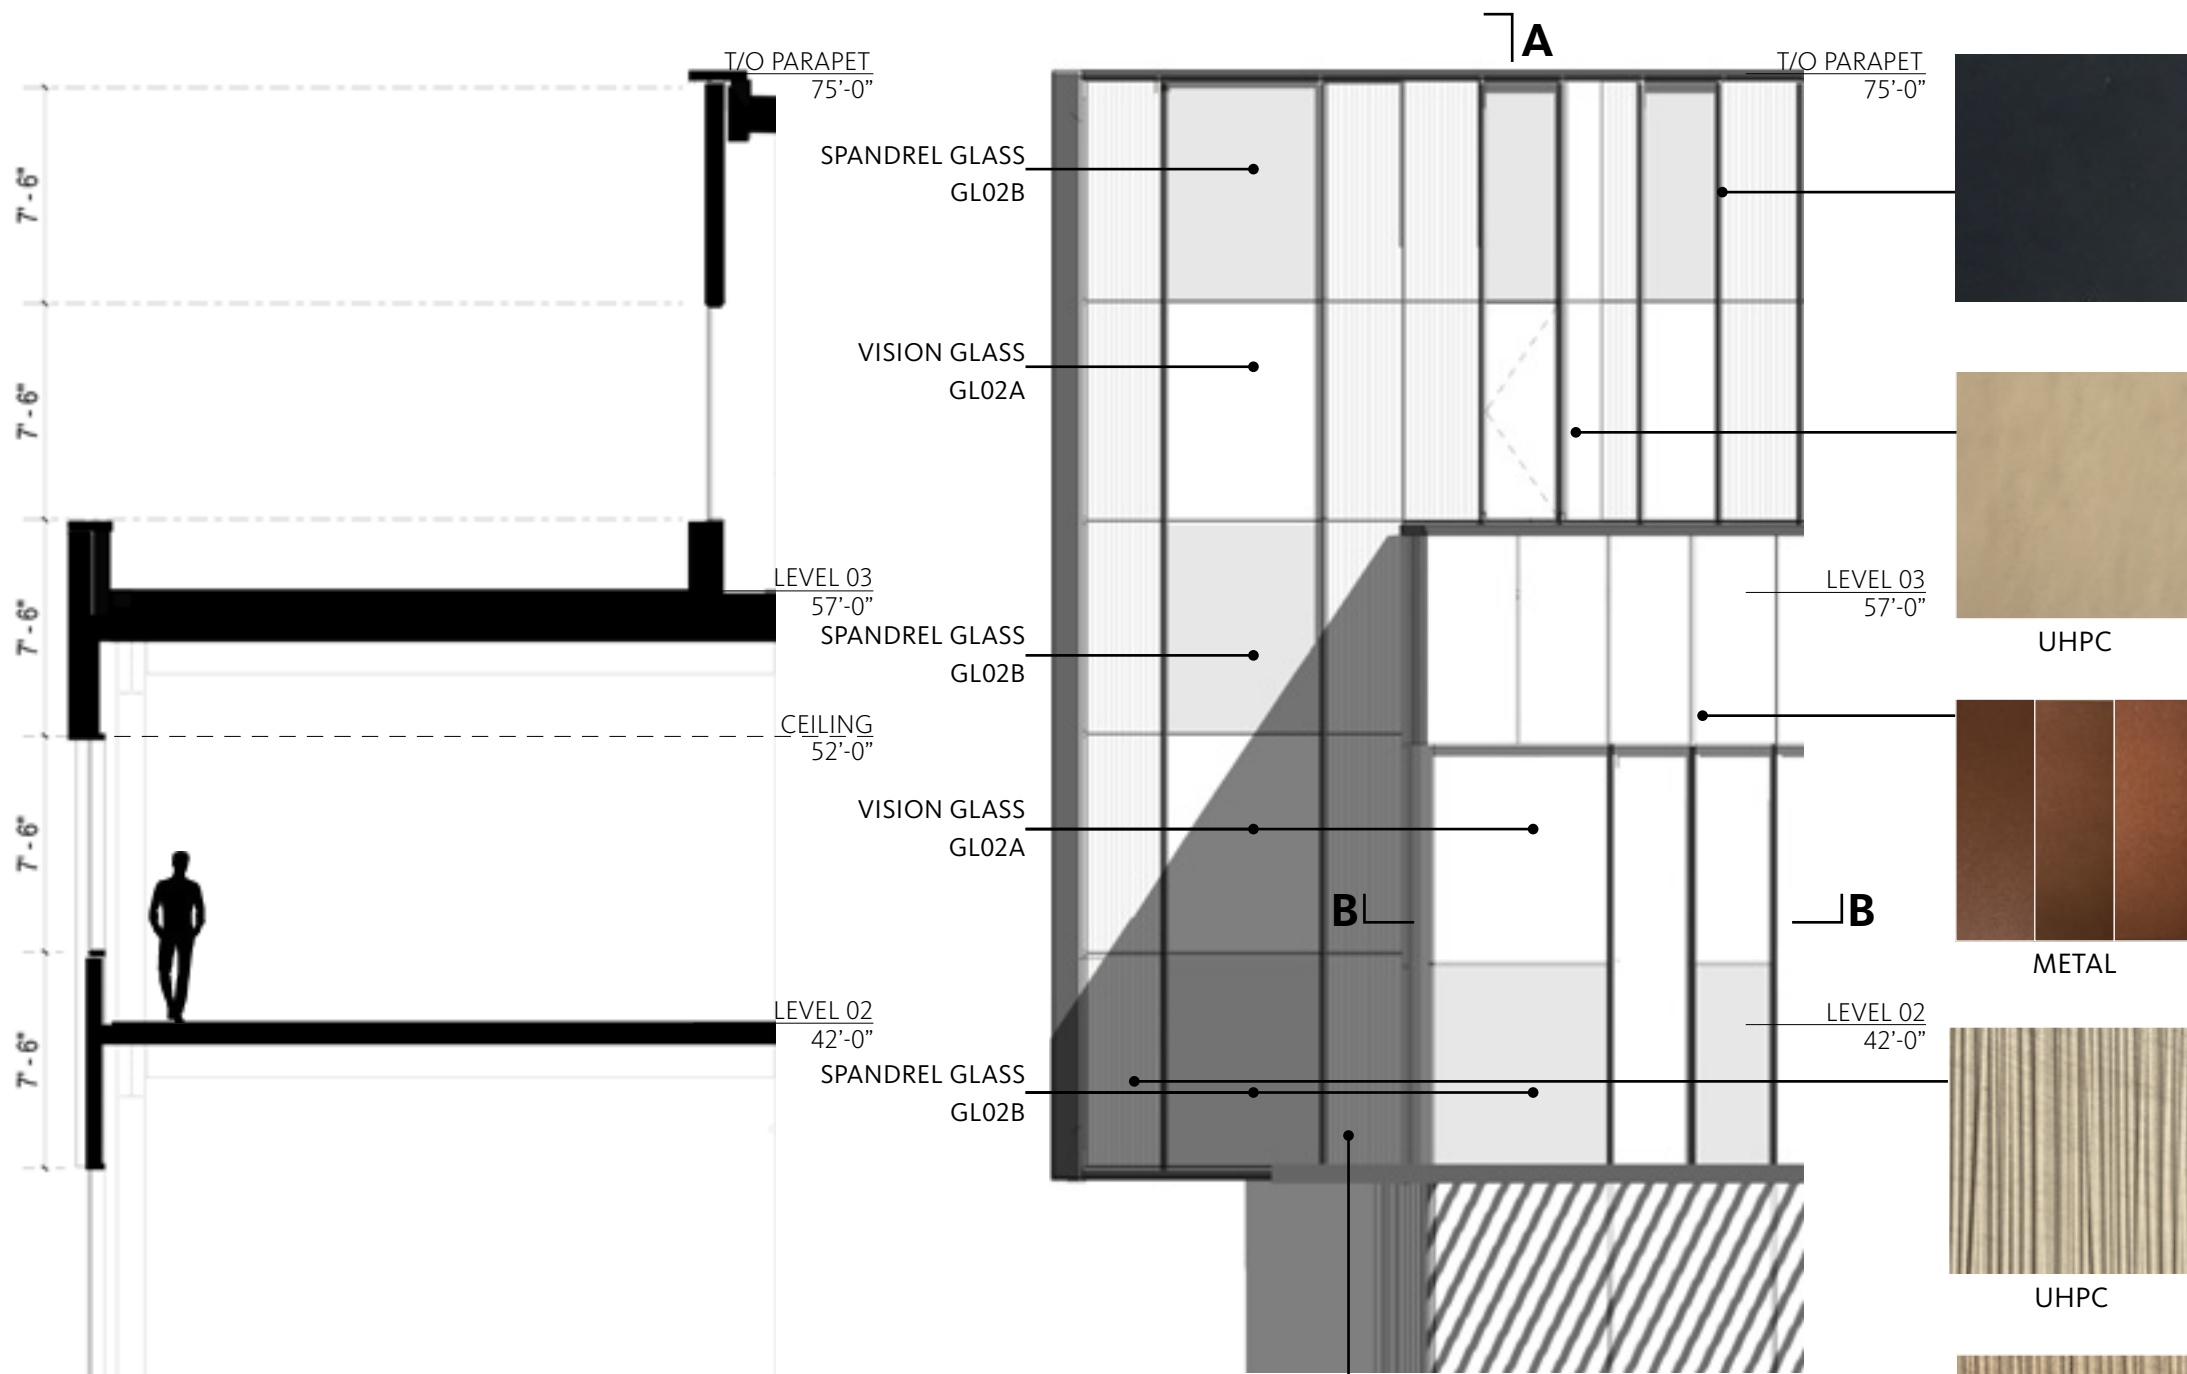 A
T/O PARAPET
75’-0”
T/O PARAPET
75’-0”
7' - 6"
SPANDREL GLASS
GL02B
VISION GLASS
GL02A
7' - 6"
LEVEL 03
57’-0”
LEVEL 03
57’-0”
7' - 6"
SPANDREL GLASS
GL02B
UHPC
CEILING
52’-0”
VISION GLASS
GL02A
7' - 6"
B
B
METAL
LEVEL 02
42’-0”
LEVEL 02
42’-0”
7' - 6"
SPANDREL GLASS
GL02B
UHPC